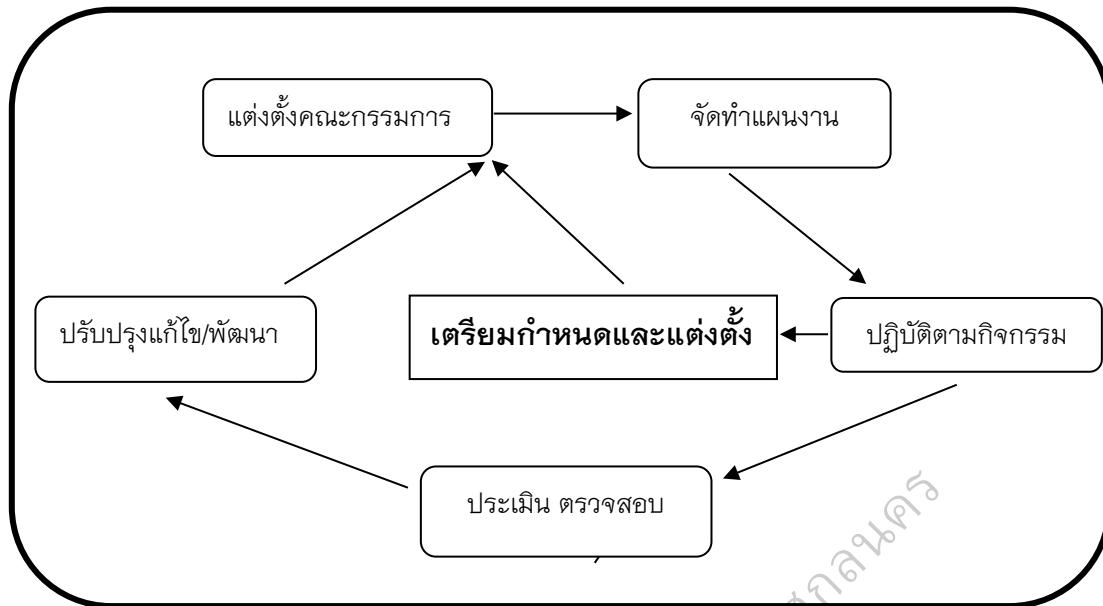 แต่งตั้งคณะกรรมการ
จัดทำแผนงาน
ปรับปรุงแก้ไข/พัฒนา
เตรียมกำหนดและแต่งตั้ง
ปฏิบัติตามกิจกรรม
ประเมิน ตรวจสอบ